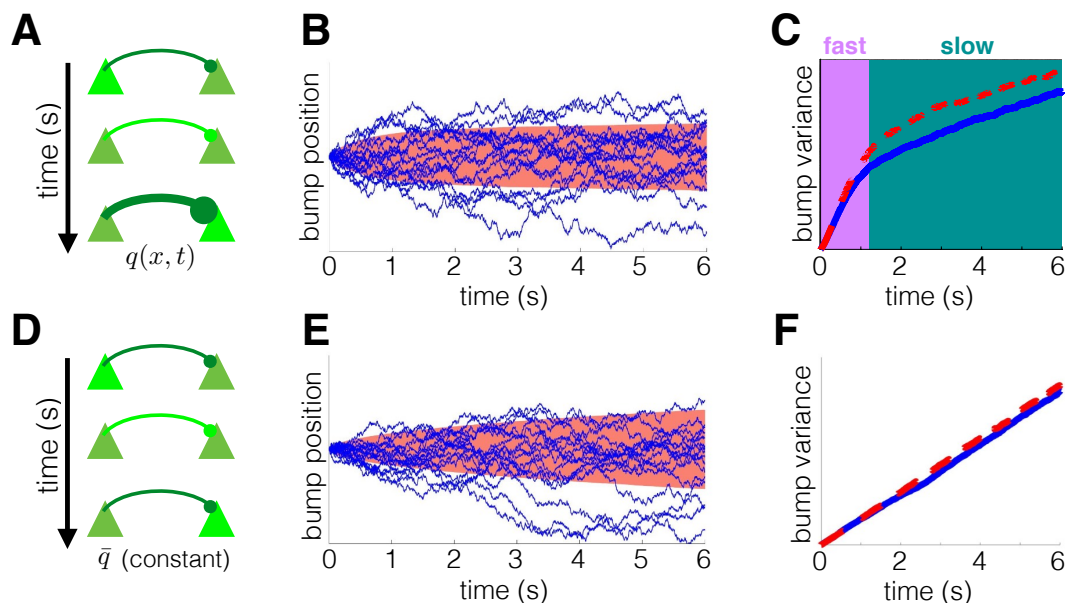 A
time (s)
q(x, t)
B
bump position
0 1 2 3 4 5 6
time (s)
C
fast slow
bump variance
0 2 4 6
time (s)
D
time (s)
q̄ (constant)
E
bump position
0 1 2 3 4 5 6
time (s)
F
bump variance
0 2 4 6
time (s)